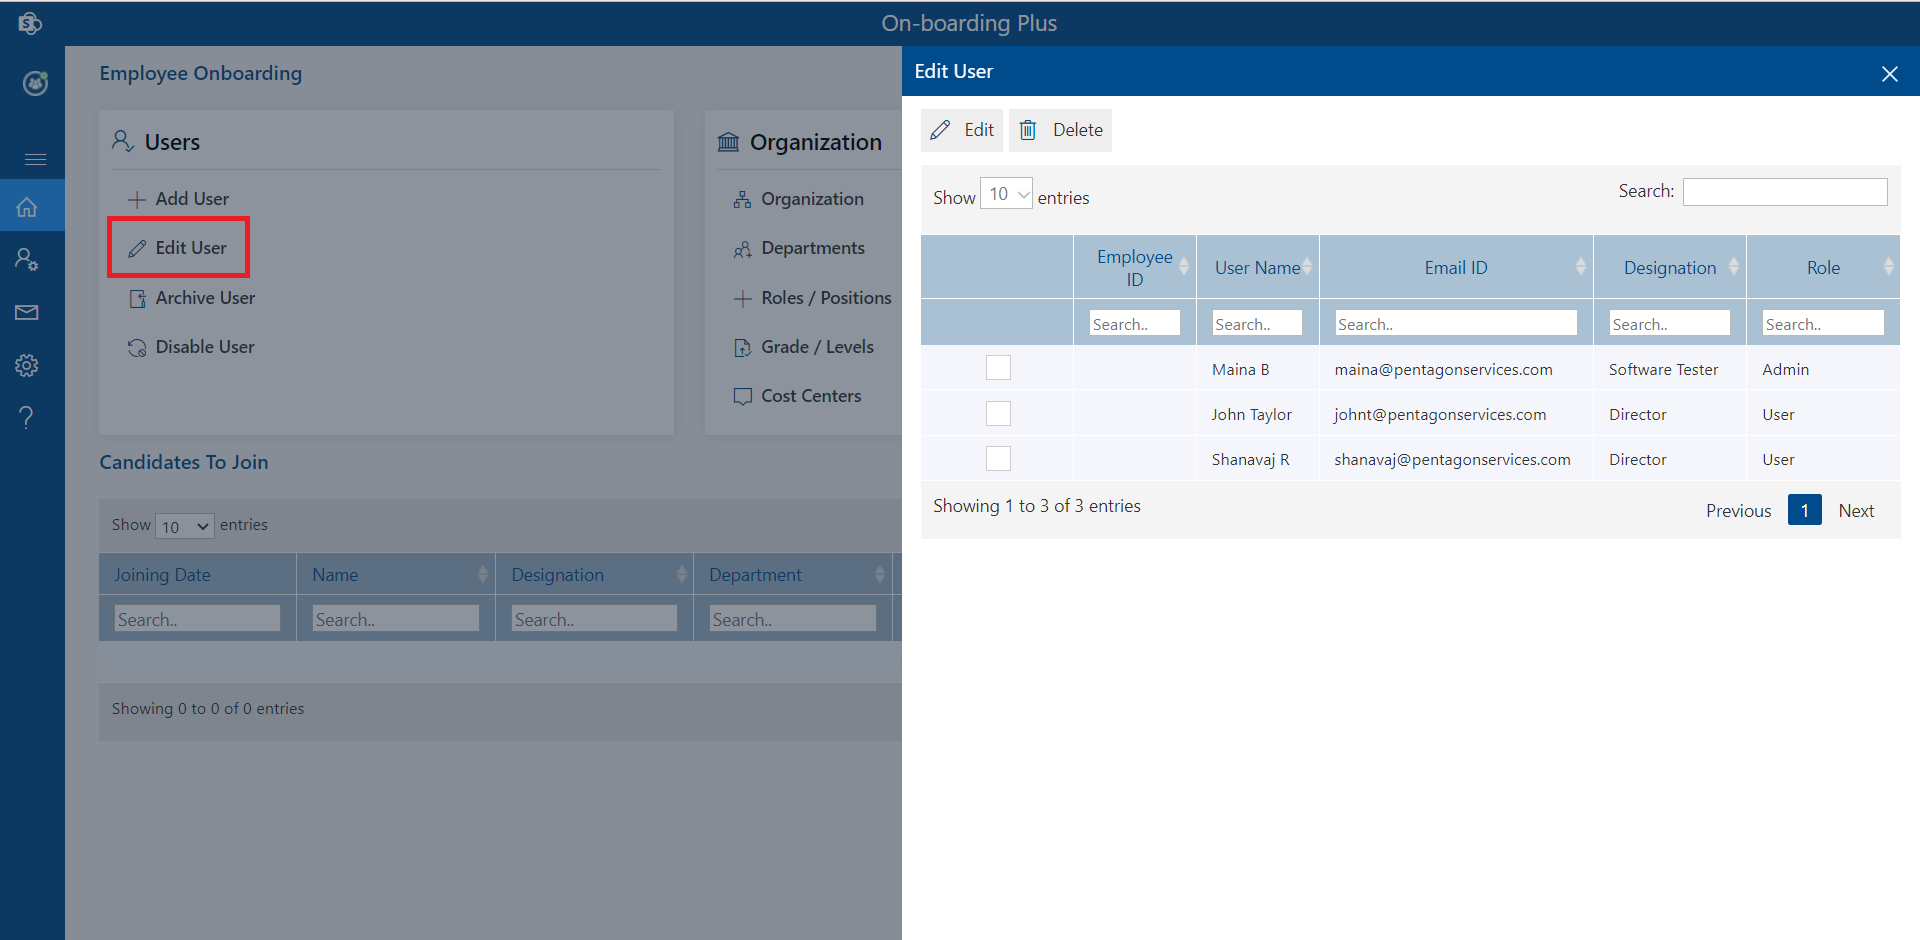 On-boarding Plus
Employee Onboarding
Users
Add User
Edit User
Archive User
Disable User
Organization
Organization
Departments
Roles / Positions
Grade / Levels
Cost Centers
Candidates To Join
Show 10 entries
Joining Date Name Designation Department
Search.. Search.. Search.. Search..
Showing 0 to 0 of 0 entries
Edit User
Edit Delete
Show 10 entries Search:
Employee ID User Name Email ID Designation Role
Search.. Search.. Search.. Search.. Search..
Maina B maina@pentagonservices.com Software Tester Admin
John Taylor johnt@pentagonservices.com Director User
Shanavaj R shanavaj@pentagonservices.com Director User
Showing 1 to 3 of 3 entries
Previous 1 Next